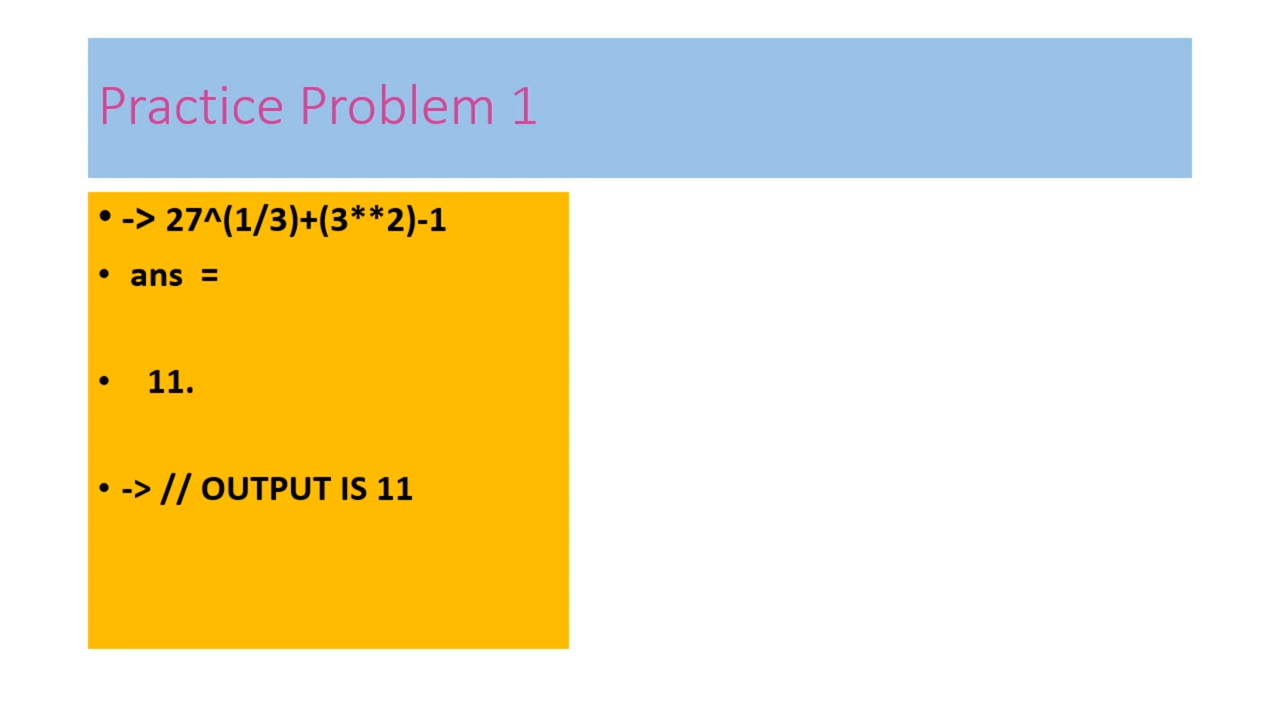 Practice Problem 1
• -> 27^(1/3)+(3**2)-1
• ans =
• 11.
• -> // OUTPUT IS 11